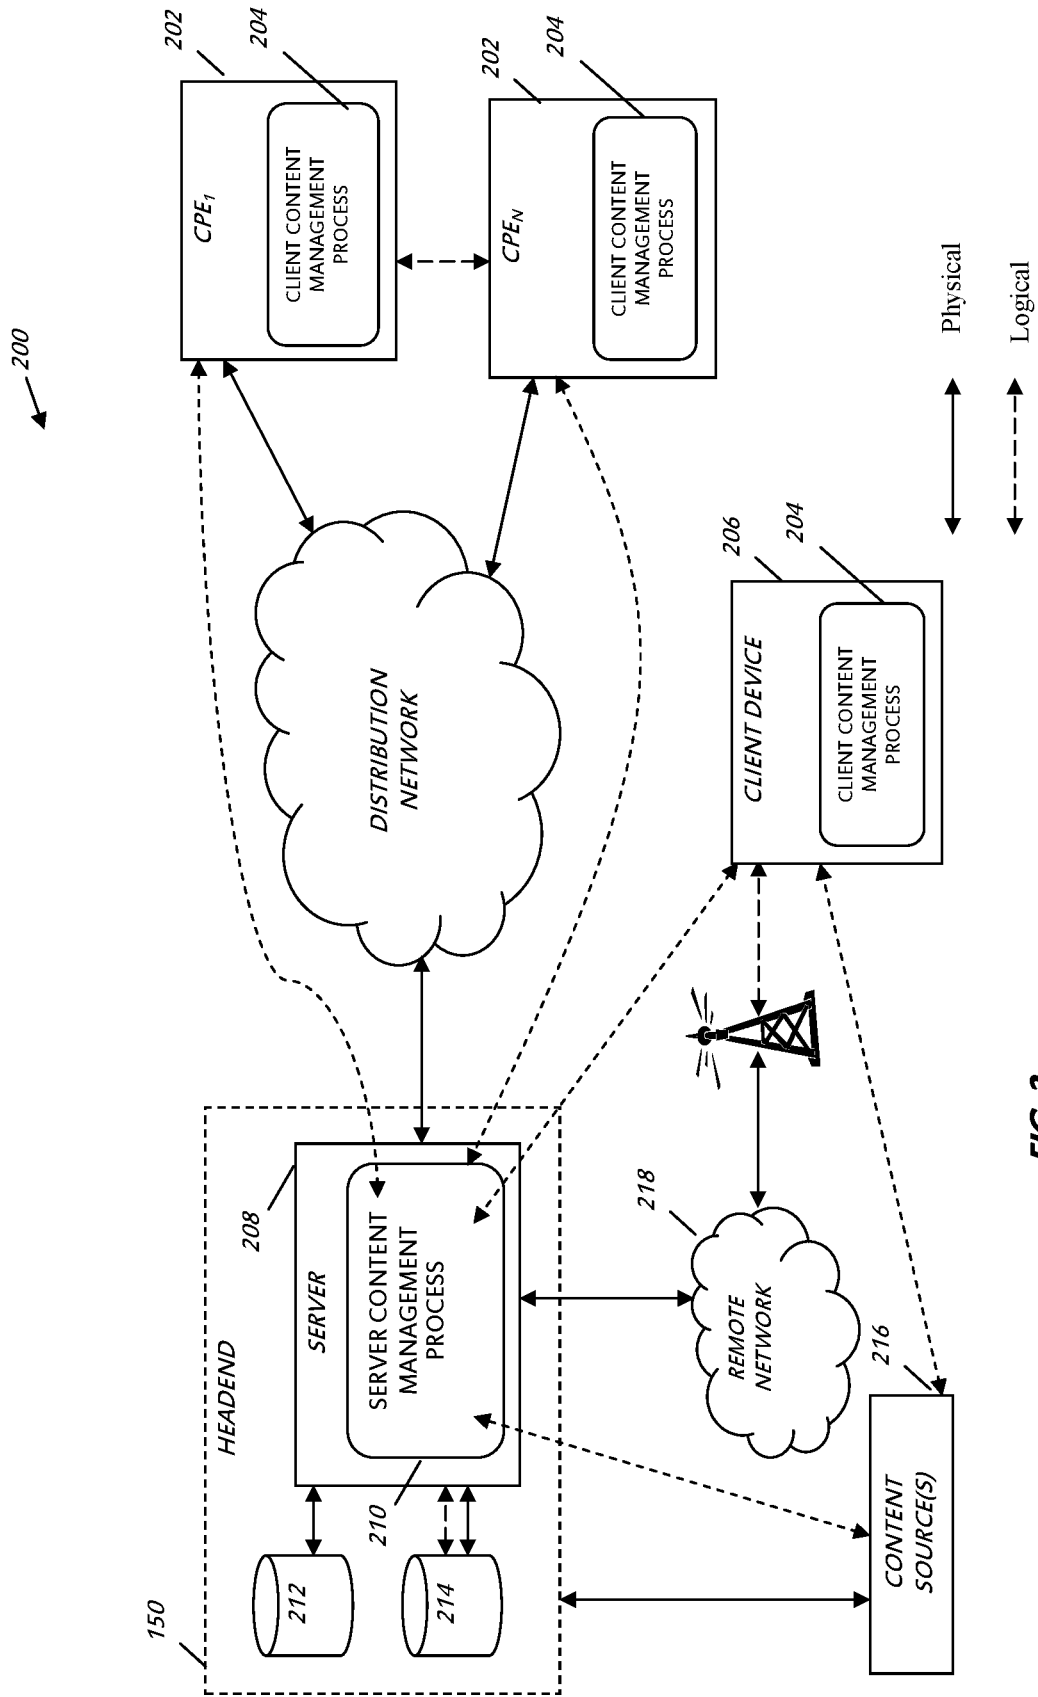 200
150
HEADEND
208
SERVER
SERVER CONTENT
MANAGEMENT
PROCESS
210
212
214
DISTRIBUTION
NETWORK
202
204
CPE₁
CLIENT CONTENT
MANAGEMENT
PROCESS
202
204
CPE_N
CLIENT CONTENT
MANAGEMENT
PROCESS
218
REMOTE
NETWORK
206
204
CLIENT DEVICE
CLIENT CONTENT
MANAGEMENT
PROCESS
216
CONTENT
SOURCE(S)
Physical
Logical
FIG.